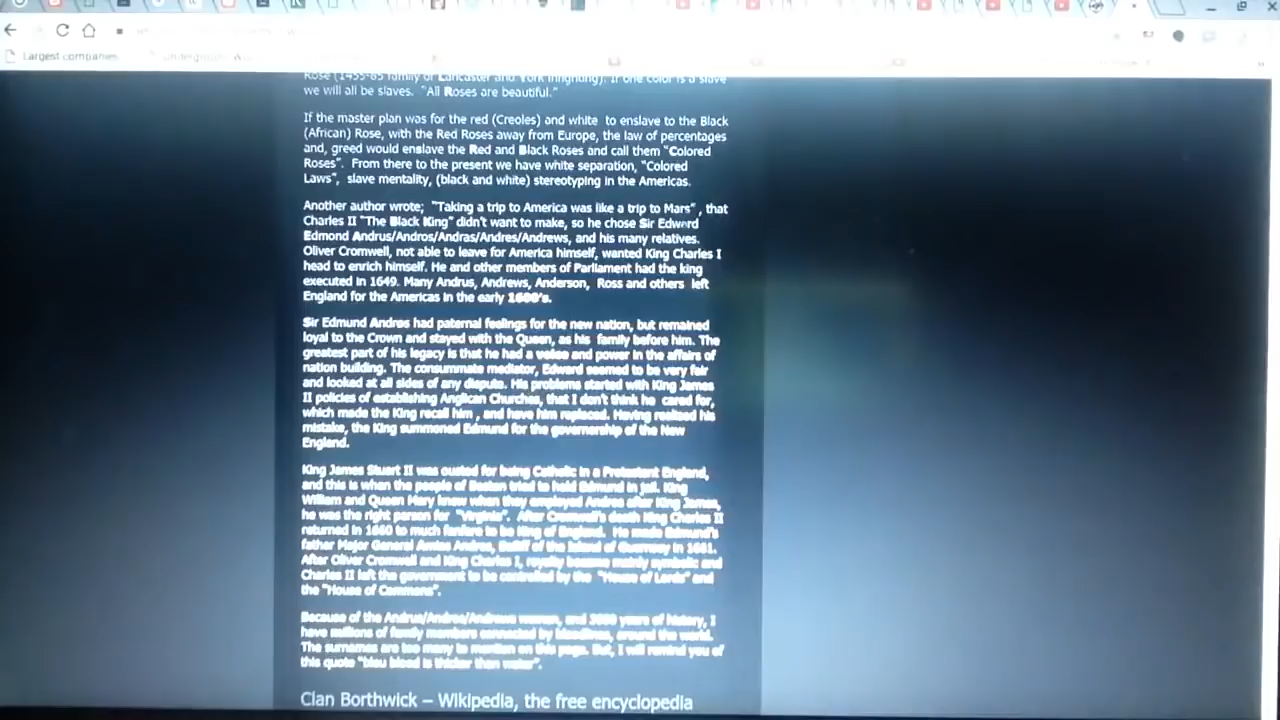 Largest companies
Rose (1455-85 family of Lancaster and York infighting). If one color is a slave
we will all be slaves. "All Roses are beautiful."
If the master plan was for the red (Creoles) and white to enslave to the Black
(African) Rose, with the Red Roses away from Europe, the law of percentages
and, greed would enslave the Red and Black Roses and call them "Colored
Roses". From there to the present we have white separation, "Colored
Laws", slave mentality, (black and white) stereotyping in the Americas.
Another author wrote; "Taking a trip to America was like a trip to Mars" , that
Charles II "The Black King" didn't want to make, so he chose Sir Edward
Edmond Andrus/Andros/Andras/Andres/Andrews, and his many relatives.
Oliver Cromwell, not able to leave for America himself, wanted King Charles I
head to enrich himself. He and other members of Parliament had the king
executed in 1649. Many Andrus, Andrews, Anderson, Ross and others left
England for the Americas in the early 1600's.
Sir Edmund Andros had paternal feelings for the new nation, but remained
loyal to the Crown and stayed with the Queen, as his family before him. The
greatest part of his legacy is that he had a voice and power in the affairs of
nation building. The consummate mediator, Edward seemed to be very fair
and looked at all sides of any dispute. His problems started with King James
II policies of establishing Anglican Churches, that I don't think he cared for,
which made the King recall him , and have him replaced. Having realized his
mistake, the King summoned Edmund for the governership of the New
England.
King James Stuart II was ousted for being Catholic in a Protestant England,
and this is when the people of Boston tried to hold Edmund in jail. King
William and Queen Mary knew when they employed Andros after King James,
he was the right person for "Virginia". After Cromwell's death King Charles II
returned in 1660 to much fanfare to be King of England. He made Edmund's
father Major General Amias Andros, Bailiff of the Island of Guernsey in 1661.
After Oliver Cromwell and King Charles I, royalty became mainly symbolic and
Charles II left the government to be controlled by the "House of Lords" and
the "House of Commons".
Because of the Andrus/Andros/Andrews women, and years of history, I
have millions of family members connected by bloodlines, around the world.
The surnames are too many to mention on this page. But, I will remind you of
this quote "bleu blood is thicker than water".
Clan Borthwick – Wikipedia, the free encyclopedia